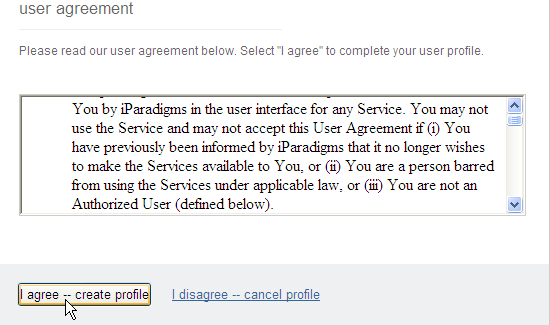 user agreement
Please read our user agreement below. Select "I agree" to complete your user profile.
You by iParadigms in the user interface for any Service. You may not
use the Service and may not accept this User Agreement if (i) You
have previously been informed by iParadigms that it no longer wishes
to make the Services available to You, or (ii) You are a person barred
from using the Services under applicable law, or (iii) You are not an
Authorized User (defined below).
I agree -- create profile
I disagree -- cancel profile